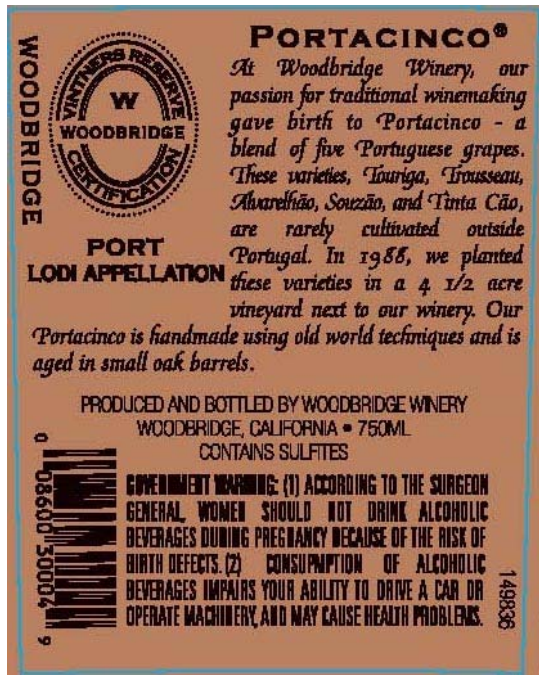 WOODBRIDGE
VINTNERS RESERVE
W
WOODBRIDGE
CERTIFICATION
PORT
LODI APPELLATION
PORTACINCO®
At Woodbridge Winery, our
passion for traditional winemaking
gave birth to Portacinco - a
blend of five Portuguese grapes.
These varieties, Touriga, Trousseau,
Alvarelhão, Souzão, and Tinta Cão,
are rarely cultivated outside
Portugal. In 1988, we planted
these varieties in a 4 1/2 acre
vineyard next to our winery. Our
Portacinco is handmade using old world techniques and is
aged in small oak barrels.
PRODUCED AND BOTTLED BY WOODBRIDGE WINERY
WOODBRIDGE, CALIFORNIA • 750ML
CONTAINS SULFITES
GOVERNMENT WARNING: (1) ACCORDING TO THE SURGEON
GENERAL, WOMEN SHOULD NOT DRINK ALCOHOLIC
BEVERAGES DURING PREGNANCY BECAUSE OF THE RISK OF
BIRTH DEFECTS. (2) CONSUPMPTION OF ALCOHOLIC
BEVERAGES IMPAIRS YOUR ABILITY TO DRIVE A CAR OR
OPERATE MACHINERY, AND MAY CAUSE HEALTH PROBLEMS.
0 08600 30004 9
149836